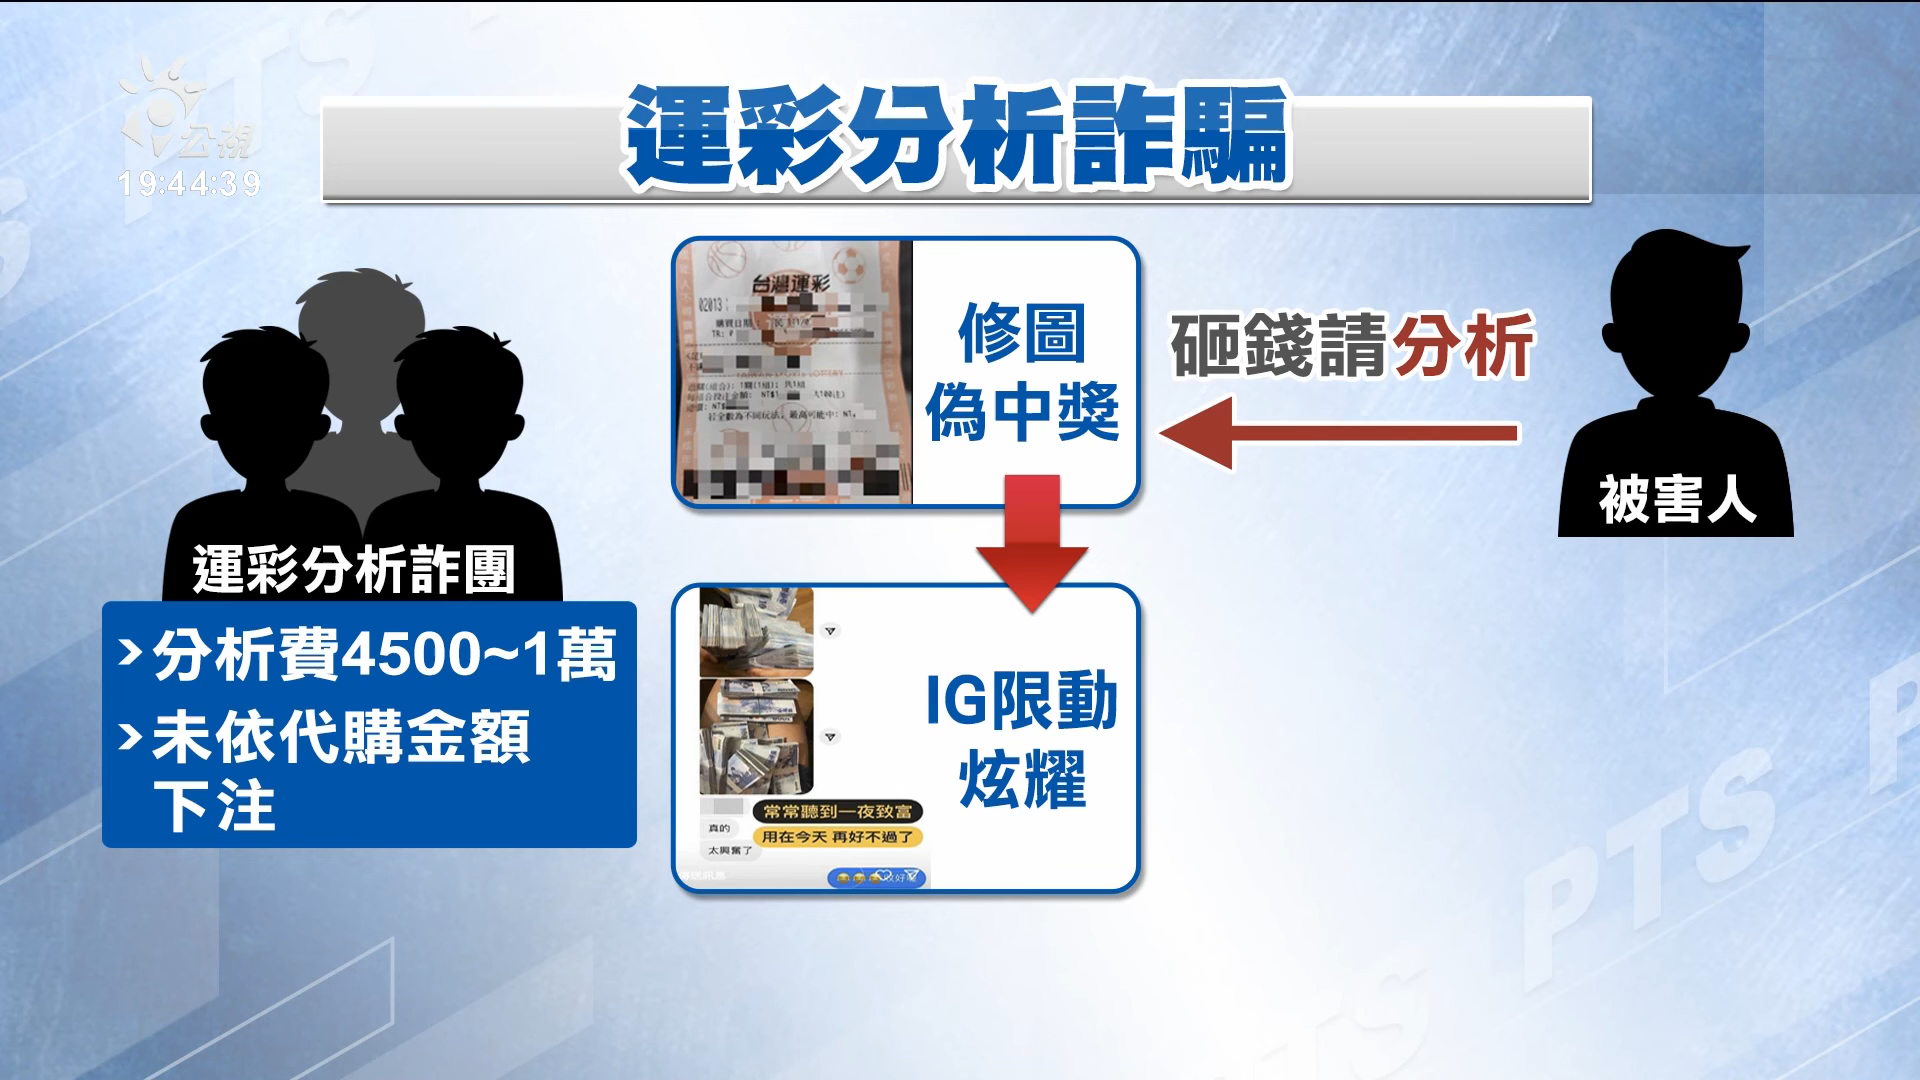 公視
19:44:39
運彩分析詐騙
運彩分析詐團
分析費4500~1萬
未依代購金額
下注
台灣運彩
修圖
偽中獎
IG限動
炫耀
常常聽到一夜致富
用在今天 再好不過了
真的
太興奮了
砸錢請分析
被害人
PTS
PTS